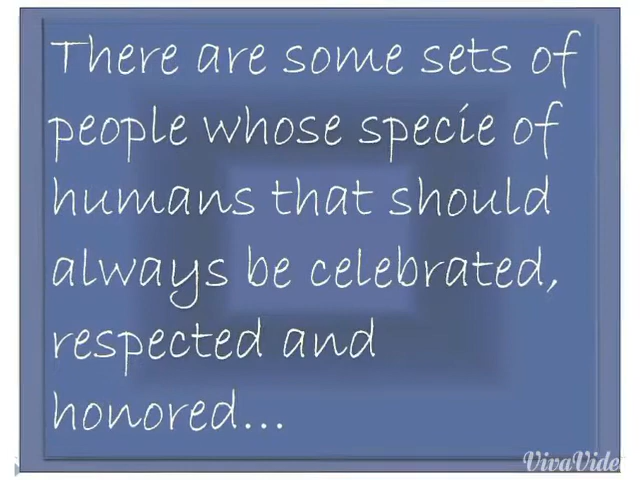 There are some sets of
people whose specie of
humans that should
always be celebrated,
respected and
honored...
VivaVide